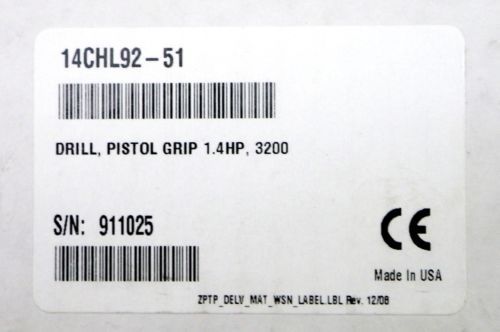 14CHL92-51
DRILL, PISTOL GRIP 1.4HP, 3200
S/N: 911025
CE
Made In USA
ZPTP_DELV_MAT_WSN_LABEL.LBL Rev. 12/08